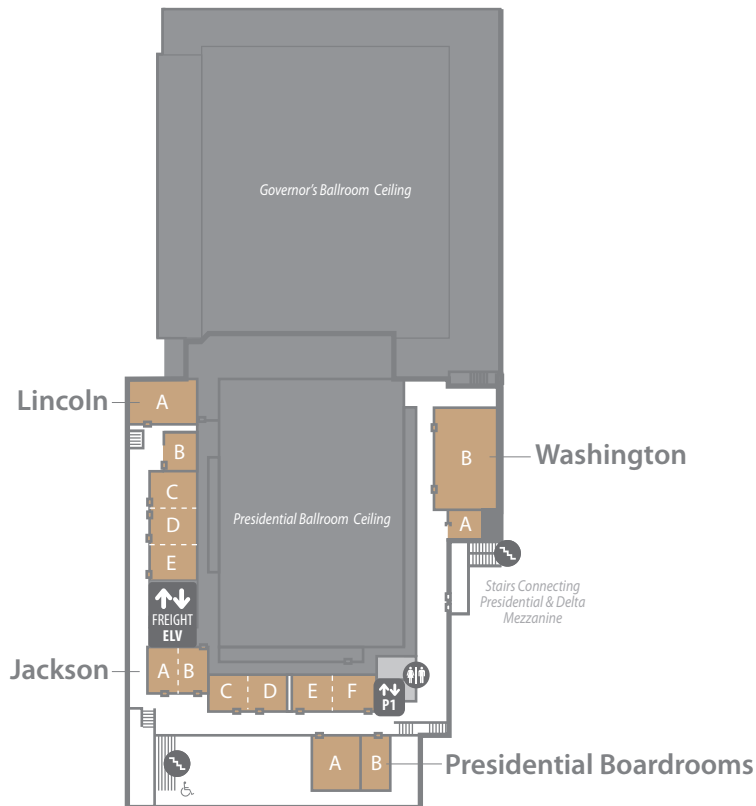 Governor's Ballroom Ceiling
Lincoln
A
B
C
D
E
Presidential Ballroom Ceiling
B
Washington
A
Stairs Connecting
Presidential & Delta
Mezzanine
FREIGHT
ELV
Jackson
A
B
C
D
E
F
P1
A
B
Presidential Boardrooms